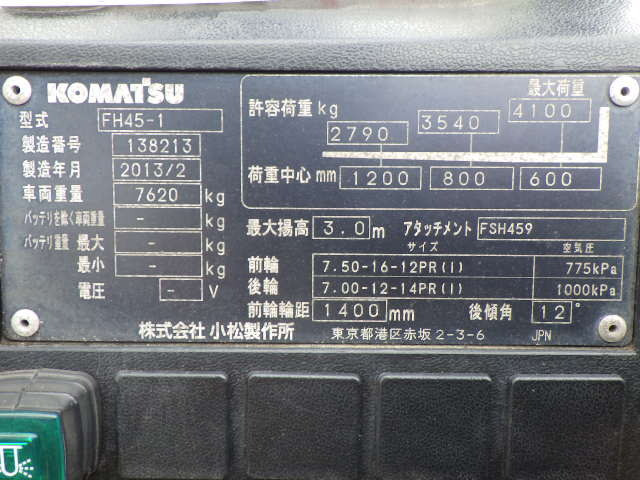 KOMATSU
型式 FH45-1
製造番号 138213
製造年月 2013/2
車両重量 7620 kg
バッテリを除く車両重量 - kg
バッテリ重量 最大 - kg
最小 - kg
電圧 - V
最大荷重
許容荷重 kg 2790 3540 4100
荷重中心 mm 1200 800 600
最大揚高 3.0 m アタッチメント FSH459
サイズ 空気圧
前輪 7.50-16-12PR(I) 775kPa
後輪 7.00-12-14PR(I) 1000kPa
前輪輪距 1400 mm 後傾角 12°
株式会社 小松製作所 東京都港区赤坂2-3-6 JPN